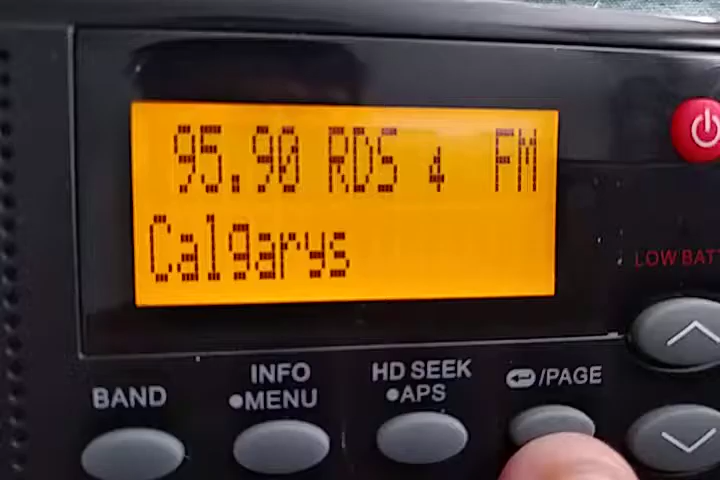 95.90 RDS 4 FM
Calgarys
LOW BATT
BAND
INFO
•MENU
HD SEEK
•APS
/PAGE